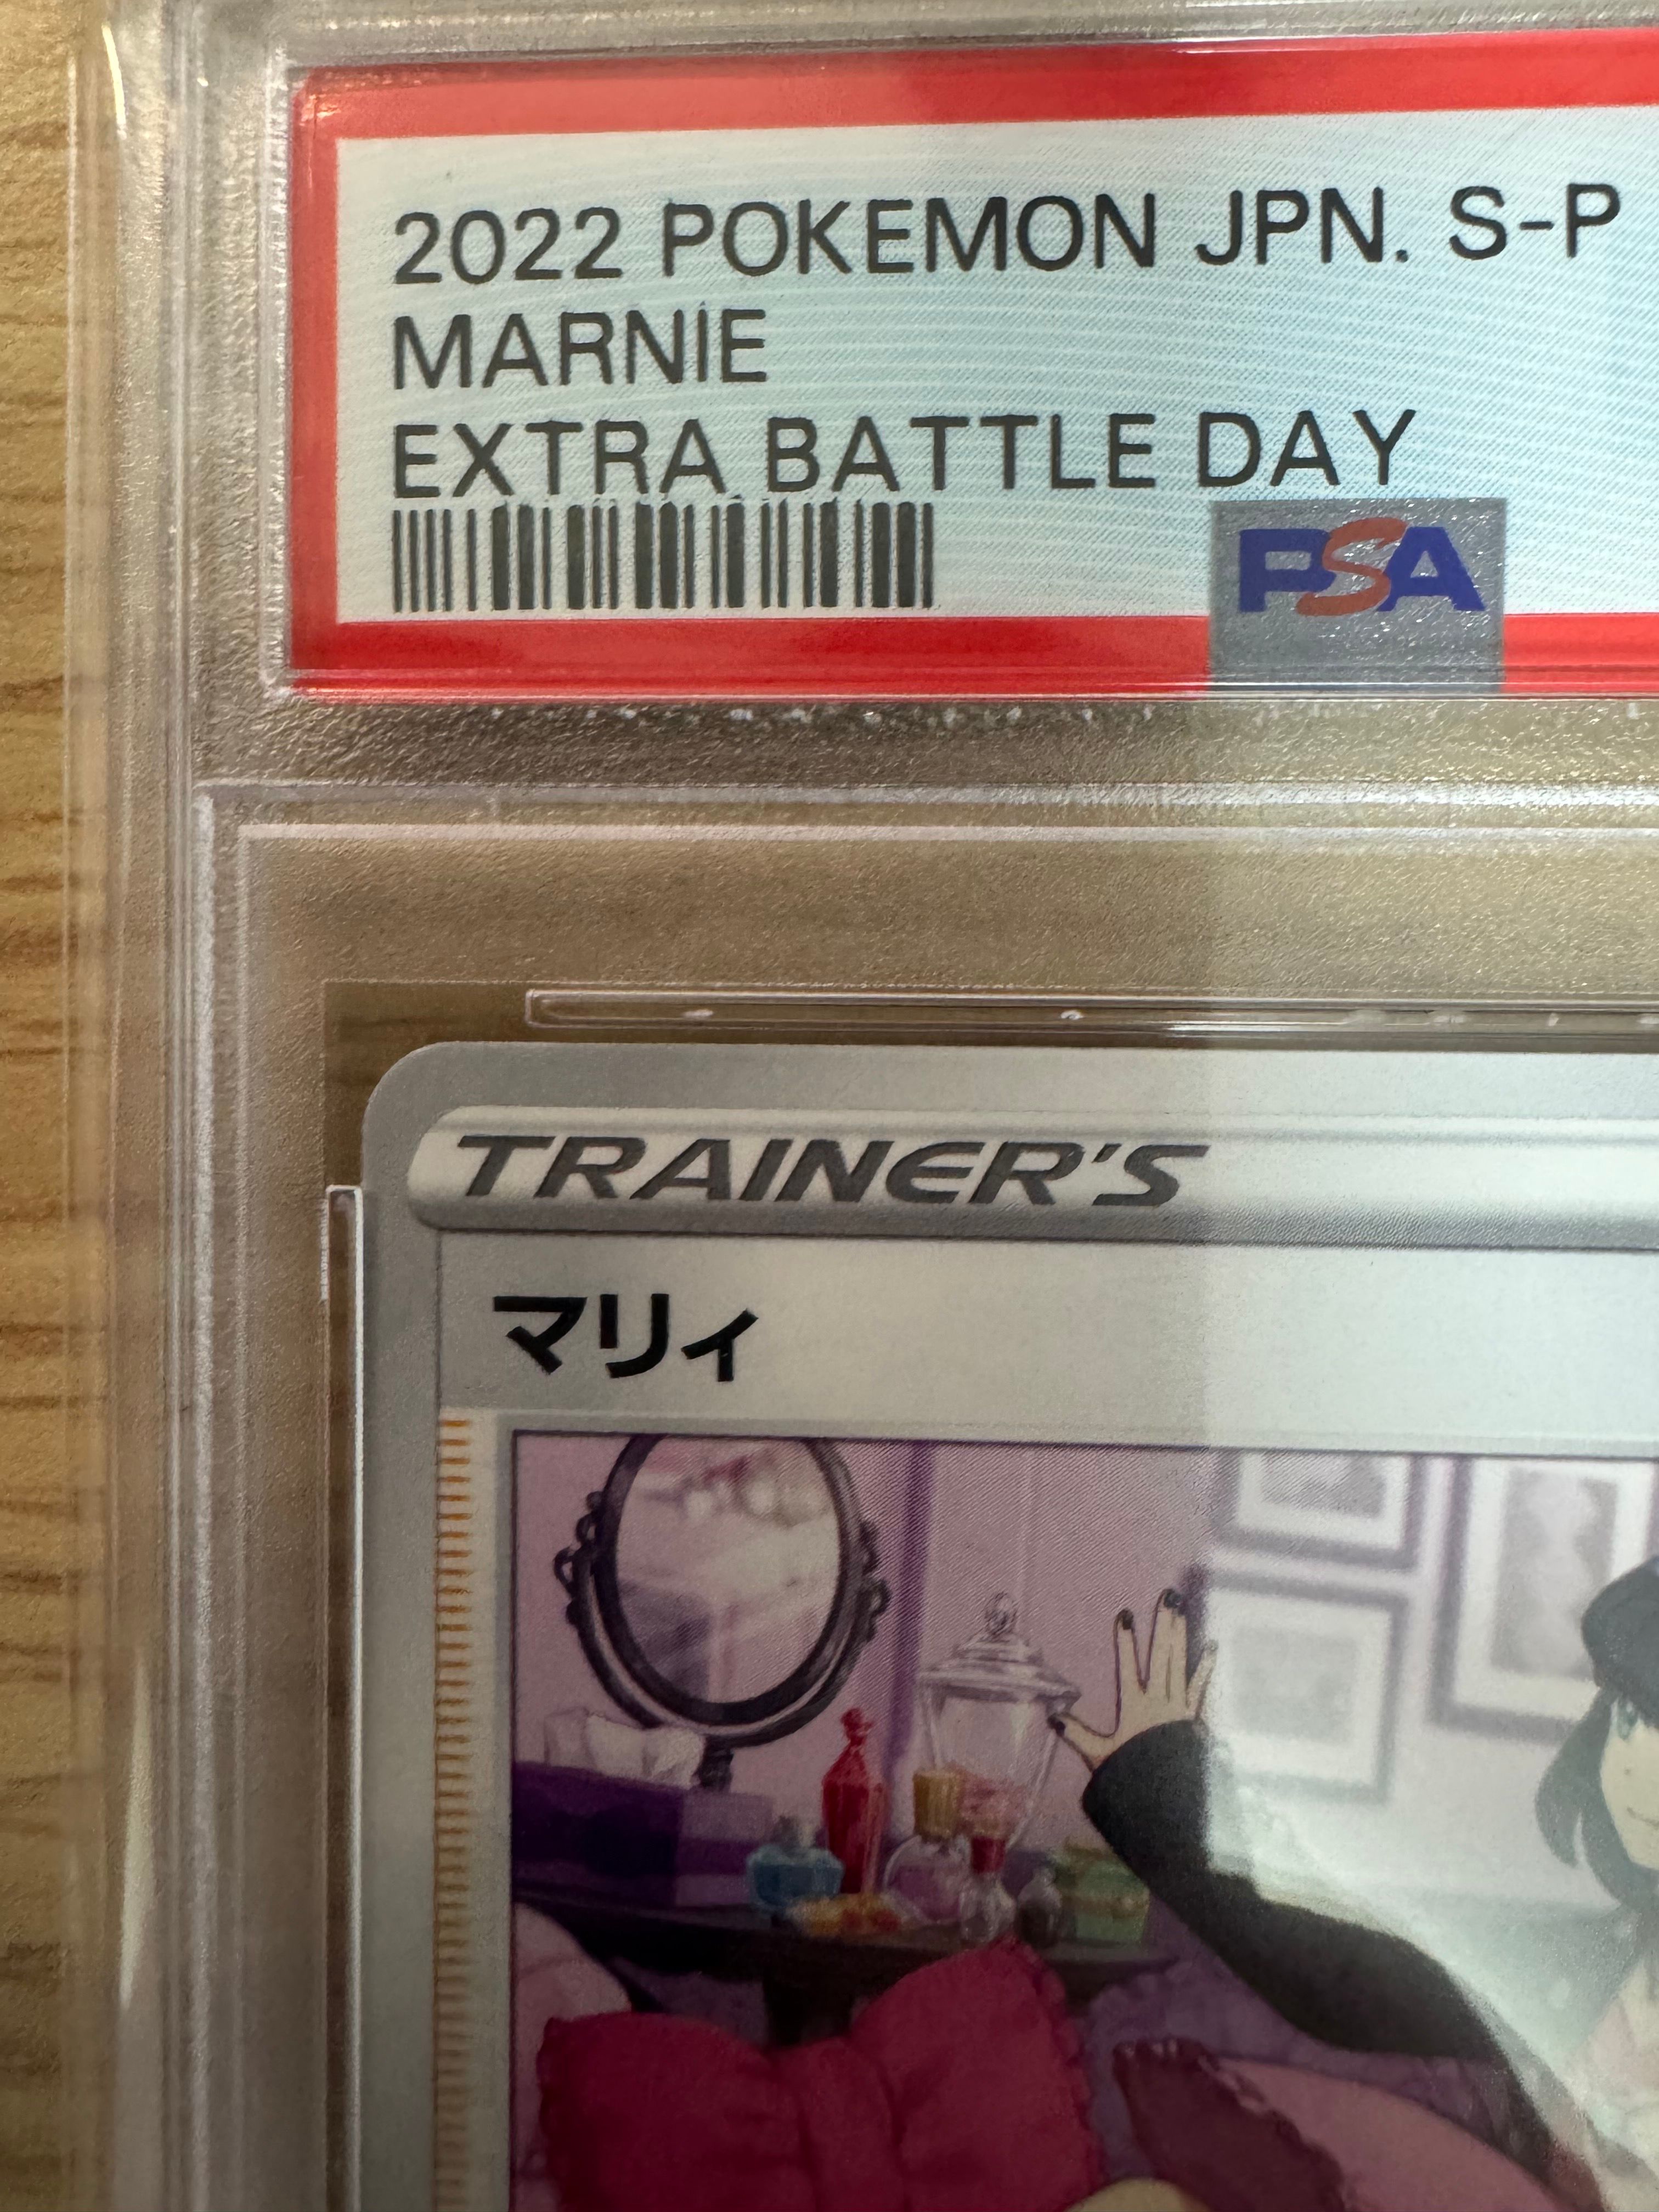 2022 POKEMON JPN. S-P
MARNIE
EXTRA BATTLE DAY
PSA
TRAINER'S
マリィ